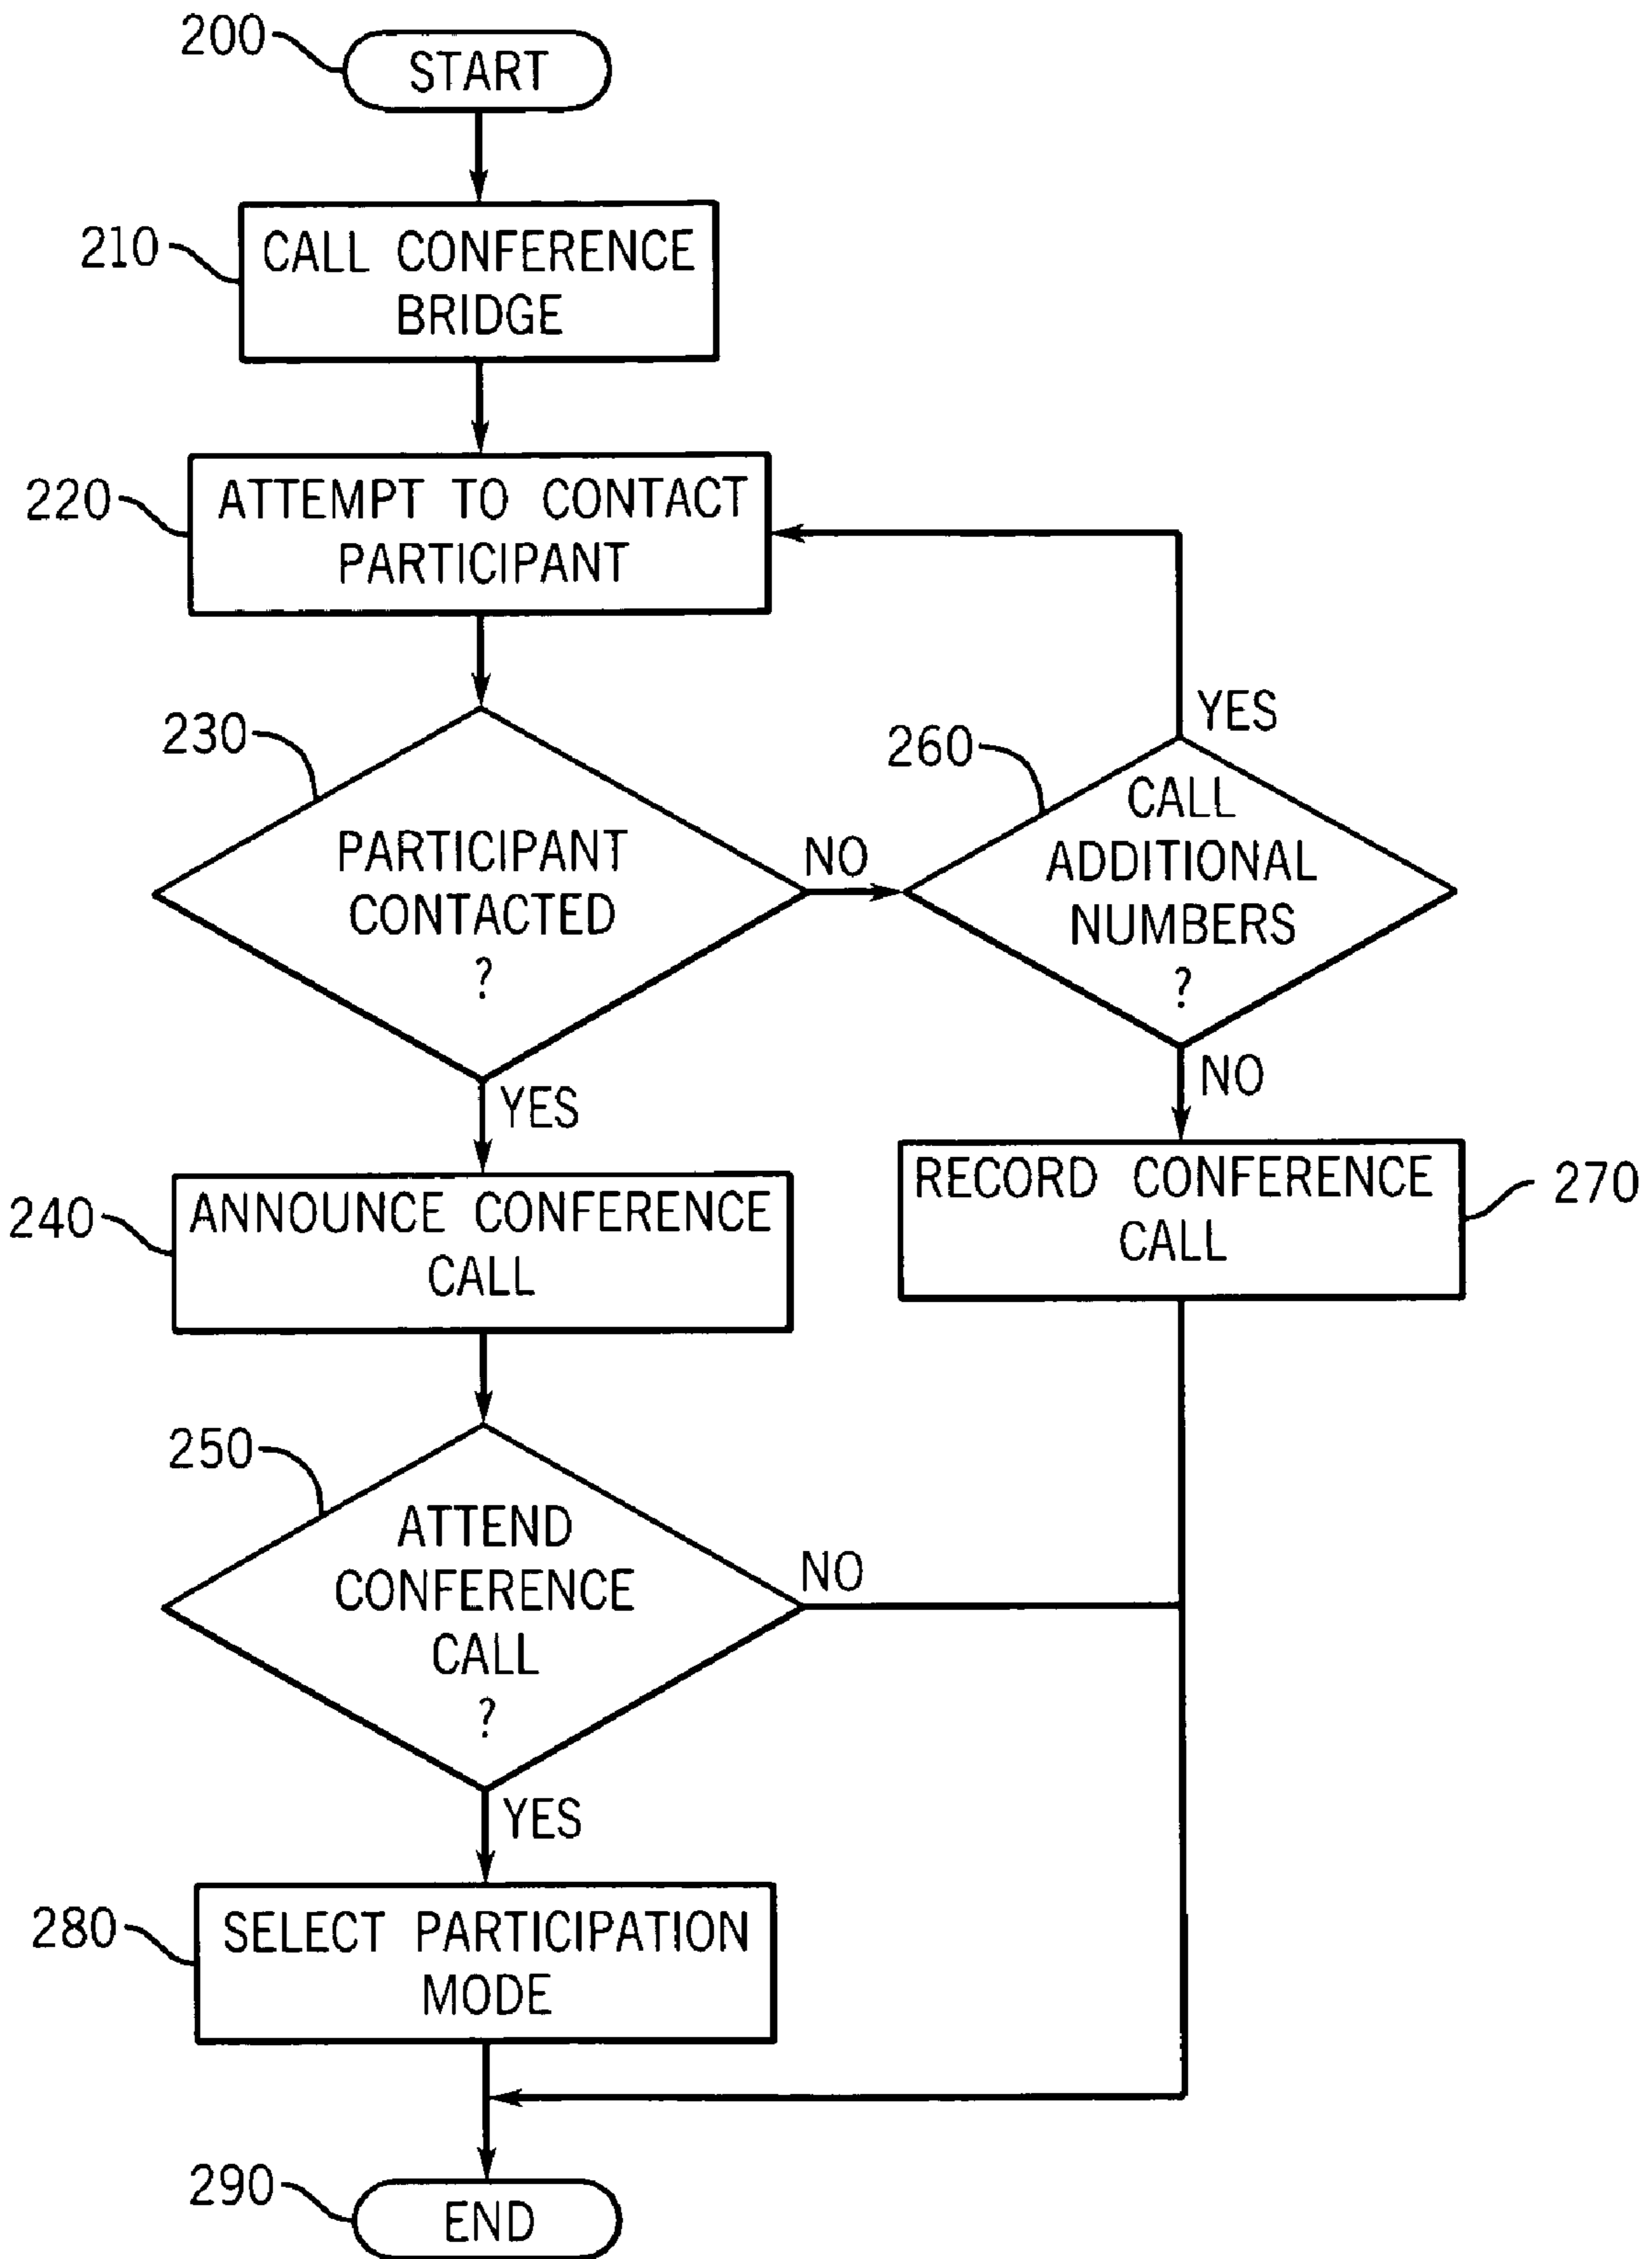 200
START
210
CALL CONFERENCE
BRIDGE
220
ATTEMPT TO CONTACT
PARTICIPANT
230
PARTICIPANT
CONTACTED
?
NO
YES
260
CALL
ADDITIONAL
NUMBERS
?
YES
NO
240
ANNOUNCE CONFERENCE
CALL
RECORD CONFERENCE
CALL
270
250
ATTEND
CONFERENCE
CALL
?
NO
YES
280
SELECT PARTICIPATION
MODE
290
END